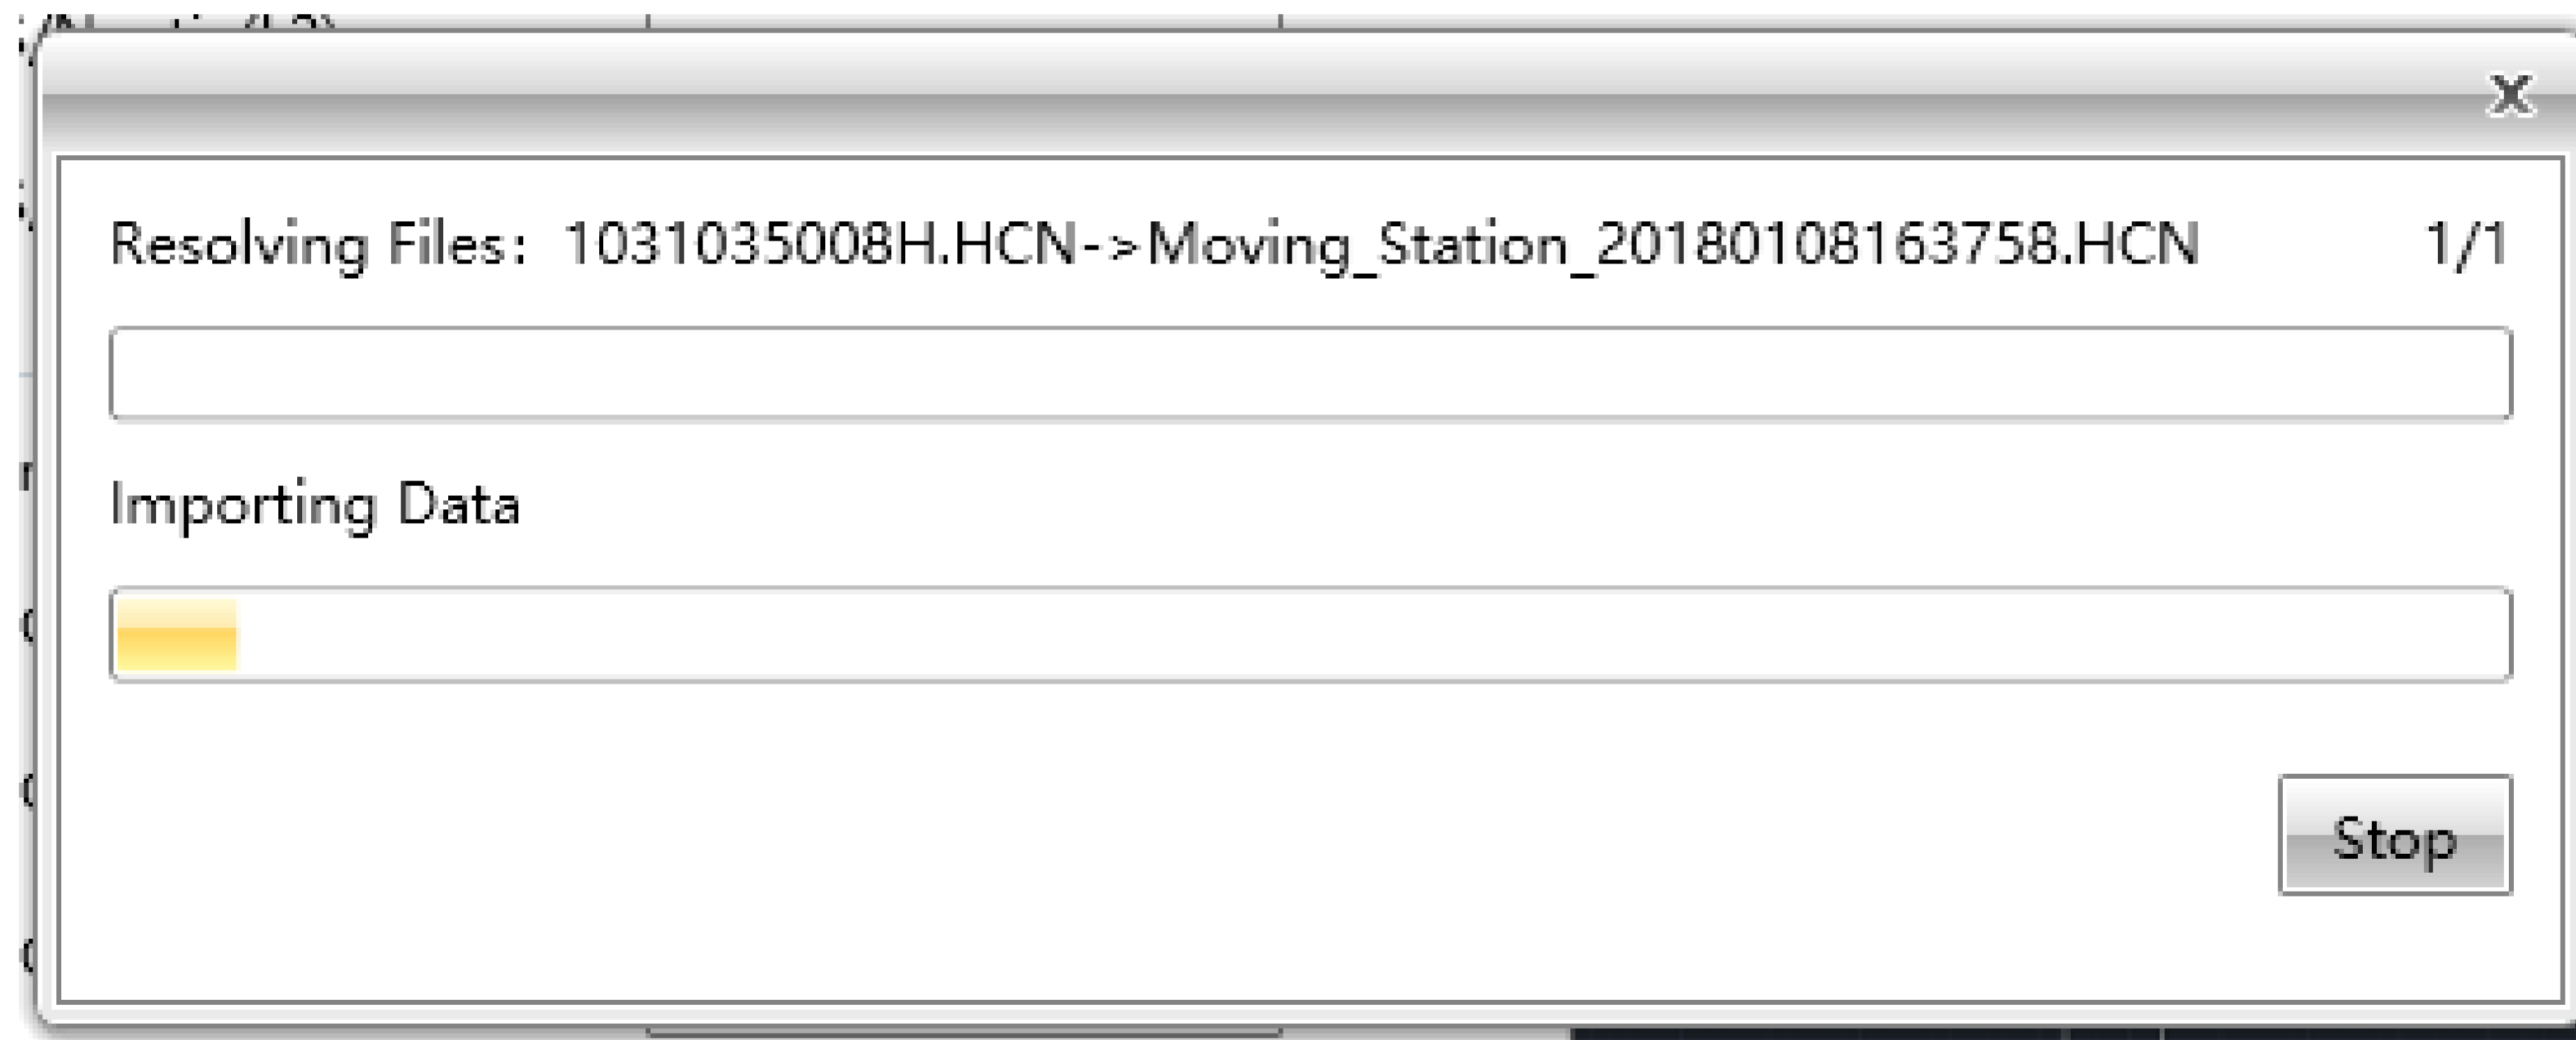 Resolving Files: 1031035008H.HCN->Moving_Station_20180108163758.HCN 1/1
Importing Data
Stop